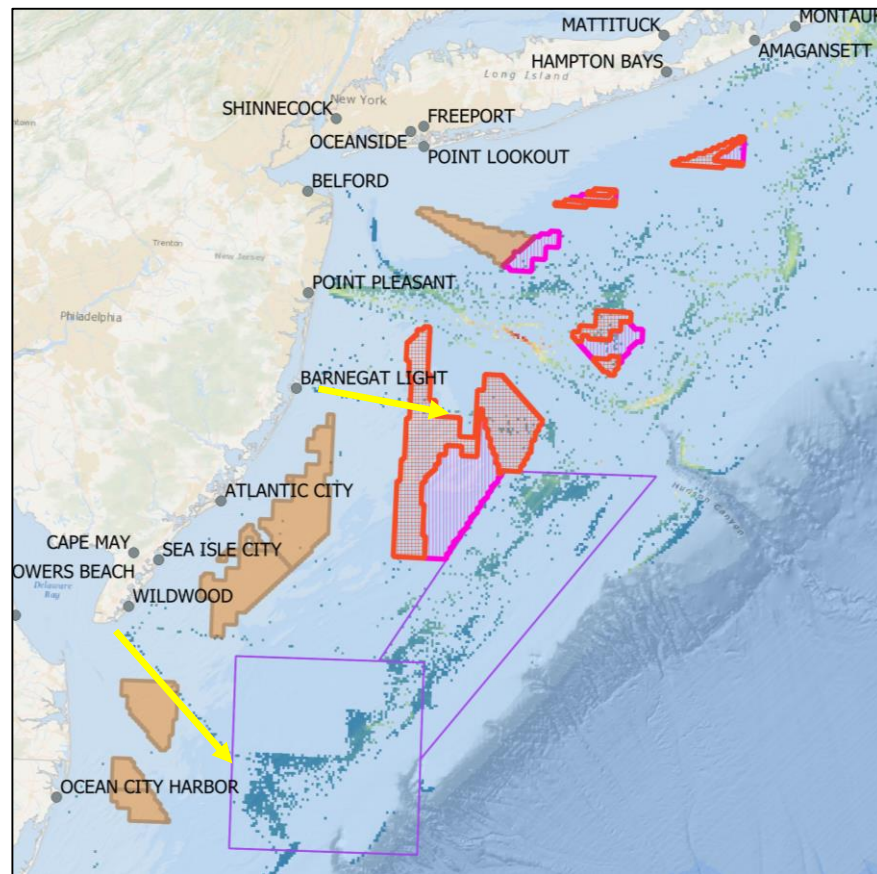 MONTAUK
MATTITUCK
AMAGANSETT
HAMPTON BAYS
Long Island
New York
SHINNECOCK
FREEPORT
OCEANSIDE
POINT LOOKOUT
BELFORD
Trenton
New Jersey
POINT PLEASANT
Philadelphia
BARNEGAT LIGHT
ATLANTIC CITY
Hudson Canyon
CAPE MAY
SEA ISLE CITY
OWERS BEACH
Delaware
Bay
WILDWOOD
OCEAN CITY HARBOR